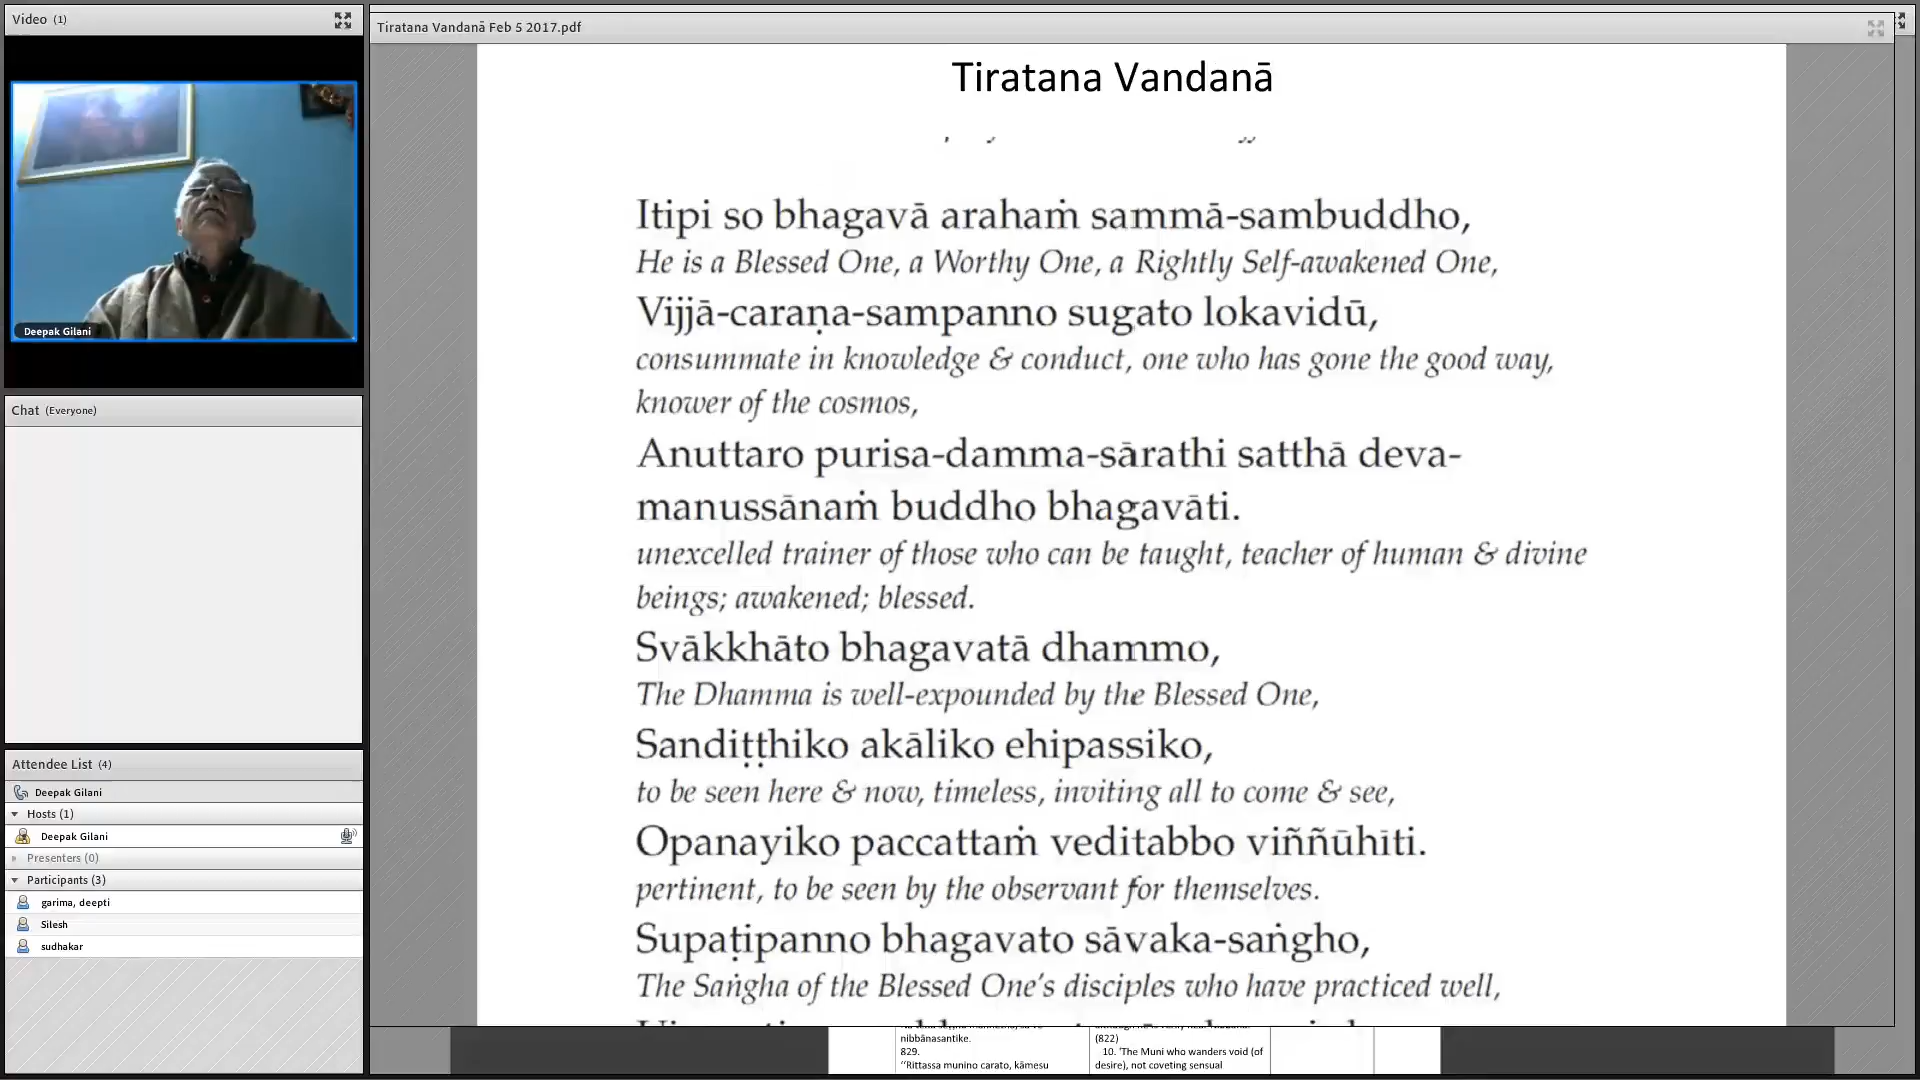 Video (1)
Deepak Gilani
Chat (Everyone)
Attendee List (4)
Deepak Gilani
Hosts (1)
Deepak Gilani
Presenters (0)
Participants (3)
garima, deepti
Silesh
sudhakar
Tiratana Vandanā Feb 5 2017.pdf
Tiratana Vandanā
Itipi so bhagavā arahaṁ sammā-sambuddho,
He is a Blessed One, a Worthy One, a Rightly Self-awakened One,
Vijjā-caraṇa-sampanno sugato lokavidū,
consummate in knowledge & conduct, one who has gone the good way,
knower of the cosmos,
Anuttaro purisa-damma-sārathi satthā deva-
manussānaṁ buddho bhagavāti.
unexcelled trainer of those who can be taught, teacher of human & divine
beings; awakened; blessed.
Svākkhāto bhagavatā dhammo,
The Dhamma is well-expounded by the Blessed One,
Sandiṭṭhiko akāliko ehipassiko,
to be seen here & now, timeless, inviting all to come & see,
Opanayiko paccattaṁ veditabbo viññūhīti.
pertinent, to be seen by the observant for themselves.
Supaṭipanno bhagavato sāvaka-saṅgho,
The Saṅgha of the Blessed One's disciples who have practiced well,
nibbānasantike.
829.
‘‘Rittassa munino carato, kāmesu
(822)
10. 'The Muni who wanders void (of
desire), not coveting sensual